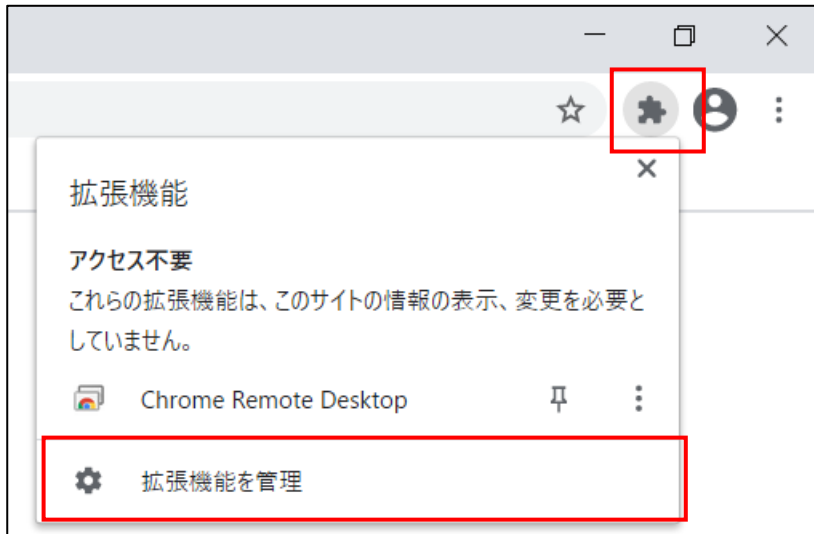 拡張機能
アクセス不要
これらの拡張機能は、このサイトの情報の表示、変更を必要と
していません。
Chrome Remote Desktop
拡張機能を管理